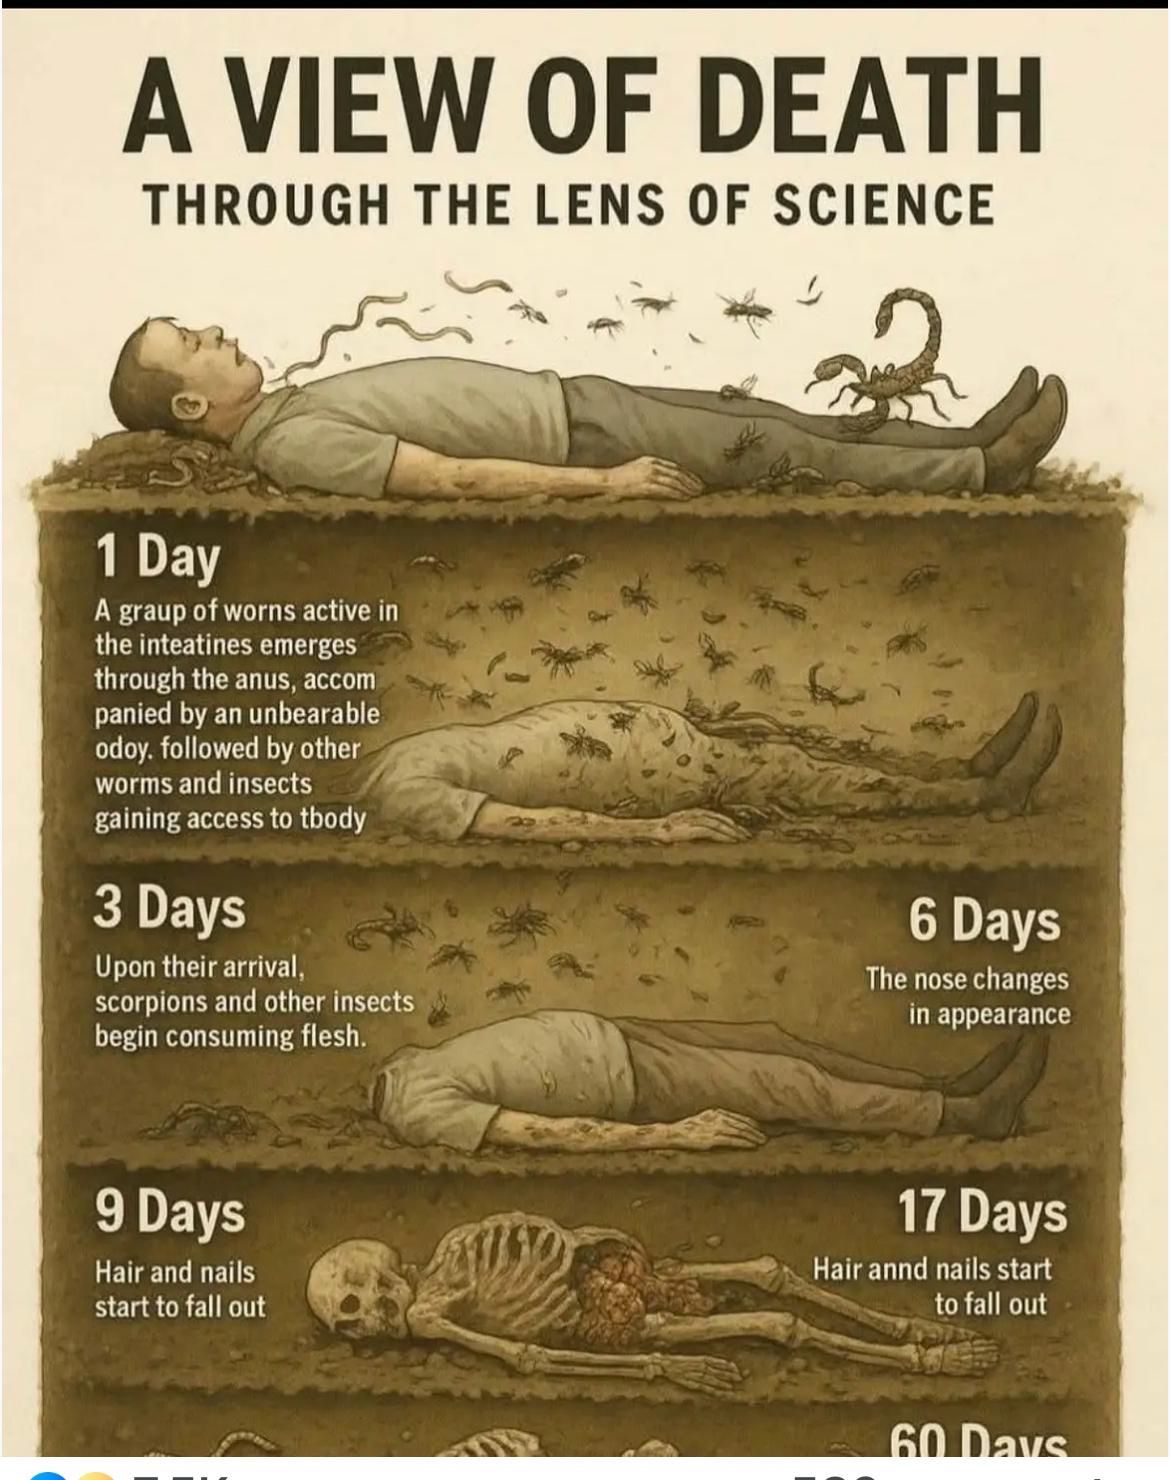 A VIEW OF DEATH
THROUGH THE LENS OF SCIENCE
1 Day
A graup of worns active in
the inteatines emerges
through the anus, accom
panied by an unbearable
odoy. followed by other
worms and insects
gaining access to tbody
3 Days
Upon their arrival,
scorpions and other insects
begin consuming flesh.
6 Days
The nose changes
in appearance
9 Days
Hair and nails
start to fall out
17 Days
Hair annd nails start
to fall out
60 Days